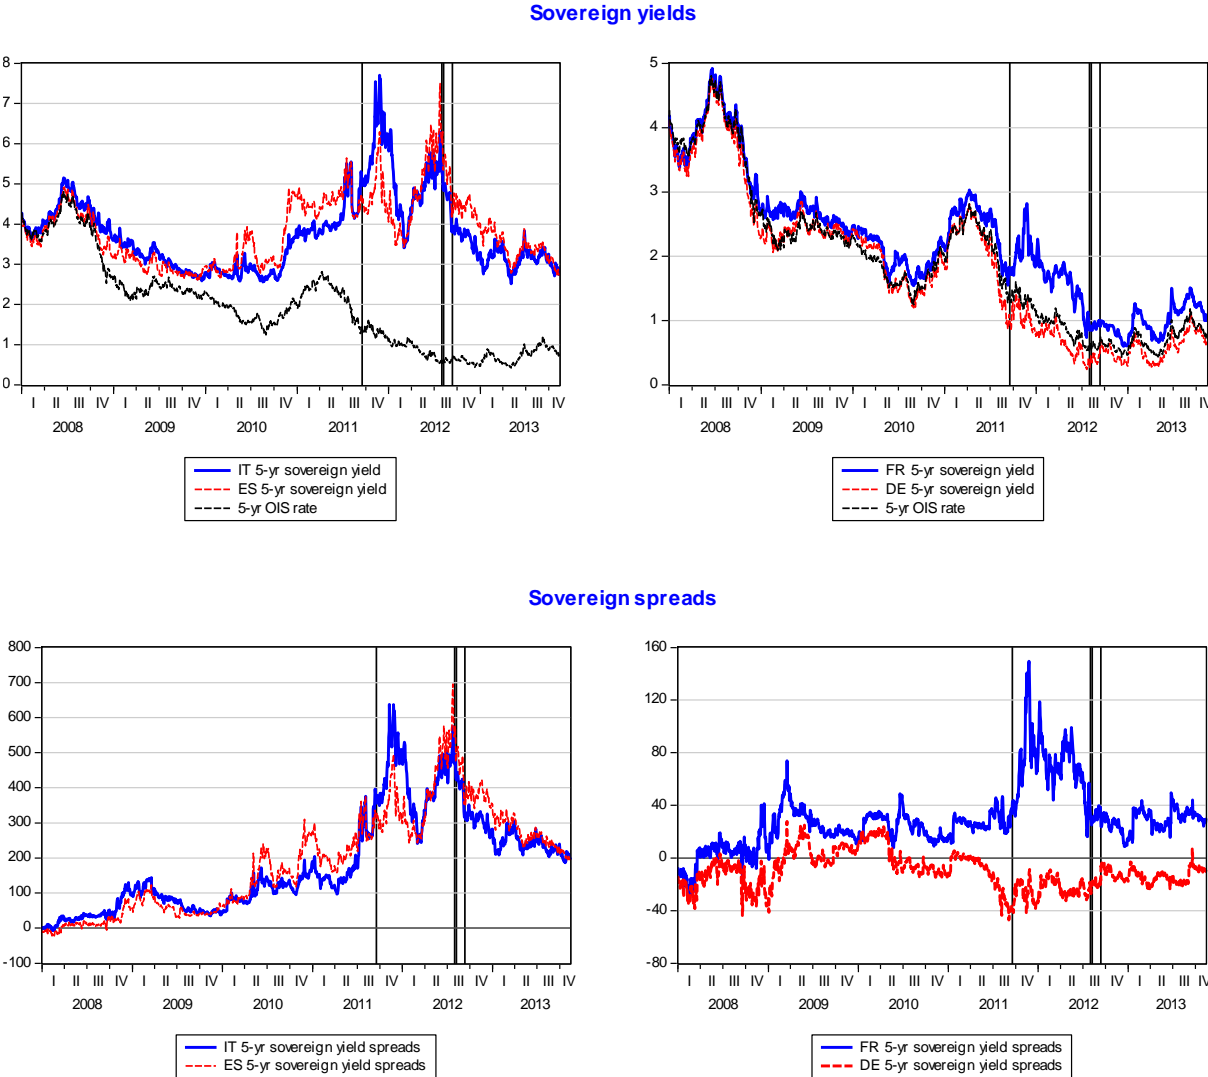 Sovereign yields
8
7
6
5
4
3
2
1
0
I II III IV I II III IV I II III IV I II III IV I II III IV I II III IV
2008 2009 2010 2011 2012 2013
IT 5-yr sovereign yield
ES 5-yr sovereign yield
5-yr OIS rate
5
4
3
2
1
0
I II III IV I II III IV I II III IV I II III IV I II III IV I II III IV
2008 2009 2010 2011 2012 2013
FR 5-yr sovereign yield
DE 5-yr sovereign yield
5-yr OIS rate
Sovereign spreads
800
700
600
500
400
300
200
100
0
-100
I II III IV I II III IV I II III IV I II III IV I II III IV I II III IV
2008 2009 2010 2011 2012 2013
IT 5-yr sovereign yield spreads
ES 5-yr sovereign yield spreads
160
120
80
40
0
-40
-80
I II III IV I II III IV I II III IV I II III IV I II III IV I II III IV
2008 2009 2010 2011 2012 2013
FR 5-yr sovereign yield spreads
DE 5-yr sovereign yield spreads